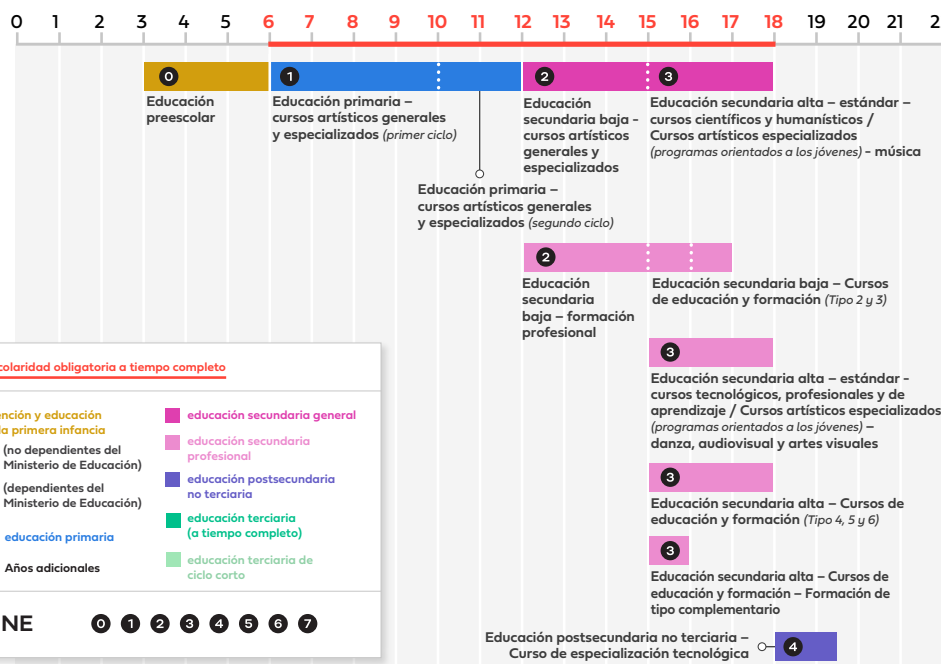 0 1 2 3 4 5 6 7 8 9 10 11 12 13 14 15 16 17 18 19 20 21
0
1
2
3
Educación
preescolar
Educación primaria –
cursos artísticos generales
y especializados (primer ciclo)
Educación
secundaria baja -
cursos artísticos
generales y
especializados
Educación secundaria alta – estándar –
cursos científicos y humanísticos /
Cursos artísticos especializados
(programas orientados a los jóvenes) - música
Educación primaria –
cursos artísticos generales
y especializados (segundo ciclo)
2
Educación
secundaria
baja – formación
profesional
Educación secundaria baja – Cursos
de educación y formación (Tipo 2 y 3)
3
Educación secundaria alta – estándar -
cursos tecnológicos, profesionales y de
aprendizaje / Cursos artísticos especializados
(programas orientados a los jóvenes) –
danza, audiovisual y artes visuales
3
Educación secundaria alta – Cursos de
educación y formación (Tipo 4, 5 y 6)
3
Educación secundaria alta – Cursos de
educación y formación – Formación de
tipo complementario
Educación postsecundaria no terciaria –
Curso de especialización tecnológica
4
colaridad obligatoria a tiempo completo
ención y educación
la primera infancia
(no dependientes del
Ministerio de Educación)
(dependientes del
Ministerio de Educación)
educación primaria
Años adicionales
educación secundaria general
educación secundaria
profesional
educación postsecundaria
no terciaria
educación terciaria
(a tiempo completo)
educación terciaria de
ciclo corto
NE 0 1 2 3 4 5 6 7